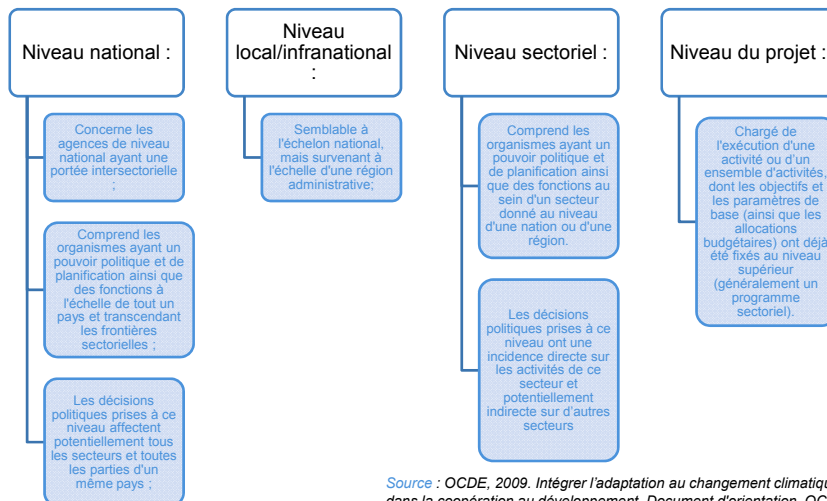 Niveau national :
Concerne les
agences de niveau
national ayant une
portée intersectorielle
;
Comprend les
organismes ayant un
pouvoir politique et de
planification ainsi que
des fonctions à
l'échelle de tout un
pays et transcendant
les frontières
sectorielles ;
Les décisions
politiques prises à ce
niveau affectent
potentiellement tous
les secteurs et toutes
les parties d'un
même pays ;
Niveau
local/infranational
:
Semblable à
l'échelon national,
mais survenant à
l'échelle d'une région
administrative;
Niveau sectoriel :
Comprend les
organismes ayant un
pouvoir politique et
de planification ainsi
que des fonctions au
sein d'un secteur
donné au niveau
d'une nation ou d'une
région.
Les décisions
politiques prises à ce
niveau ont une
incidence directe sur
les activités de ce
secteur et
potentiellement
indirecte sur d'autres
secteurs
Niveau du projet :
Chargé de
l'exécution d'une
activité ou d'un
ensemble d'activités,
dont les objectifs et
les paramètres de
base (ainsi que les
allocations
budgétaires) ont déjà
été fixés au niveau
supérieur
(généralement un
programme
sectoriel).
Source : OCDE, 2009. Intégrer l'adaptation au changement climatiqu
dans la coopération au développement. Document d'orientation. OC